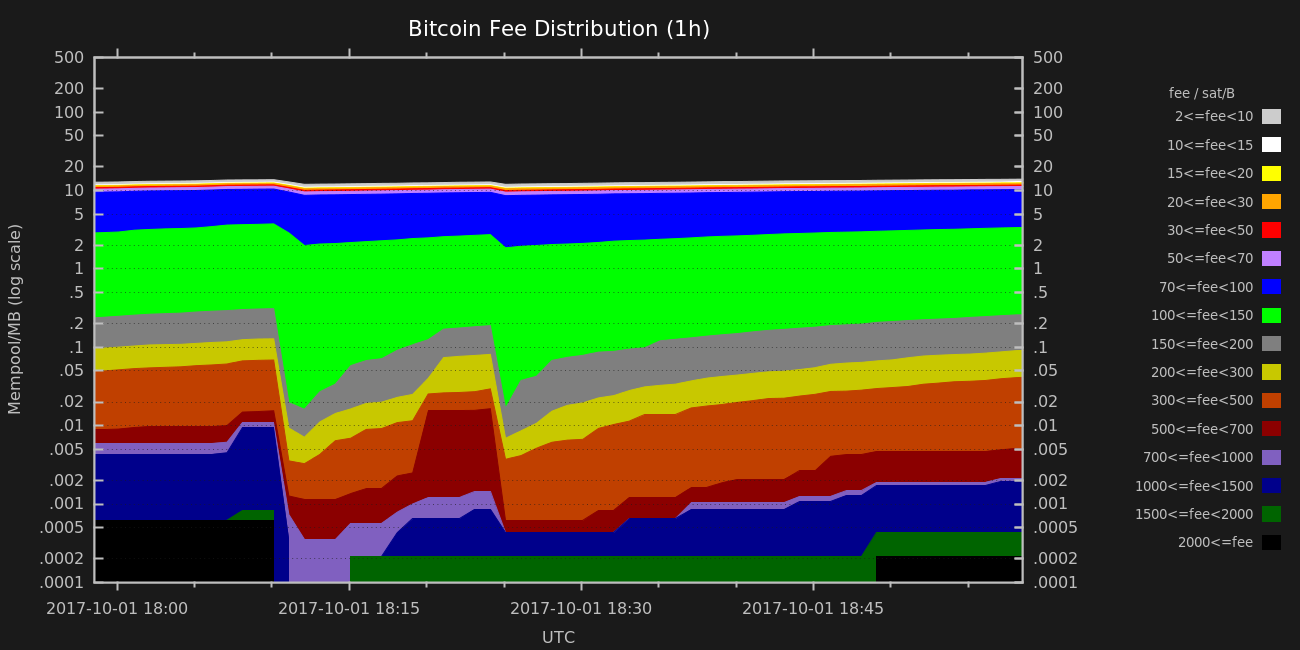 Bitcoin Fee Distribution (1h)
Mempool/MB (log scale)
500
200
100
50
20
10
5
2
1
.5
.2
.1
.05
.02
.01
.005
.002
.001
.0005
.0002
.0001
500
200
100
50
20
10
5
2
1
.5
.2
.1
.05
.02
.01
.005
.002
.001
.0005
.0002
.0001
2017-10-01 18:00
2017-10-01 18:15
2017-10-01 18:30
2017-10-01 18:45
UTC
fee / sat/B
2<=fee<10
10<=fee<15
15<=fee<20
20<=fee<30
30<=fee<50
50<=fee<70
70<=fee<100
100<=fee<150
150<=fee<200
200<=fee<300
300<=fee<500
500<=fee<700
700<=fee<1000
1000<=fee<1500
1500<=fee<2000
2000<=fee